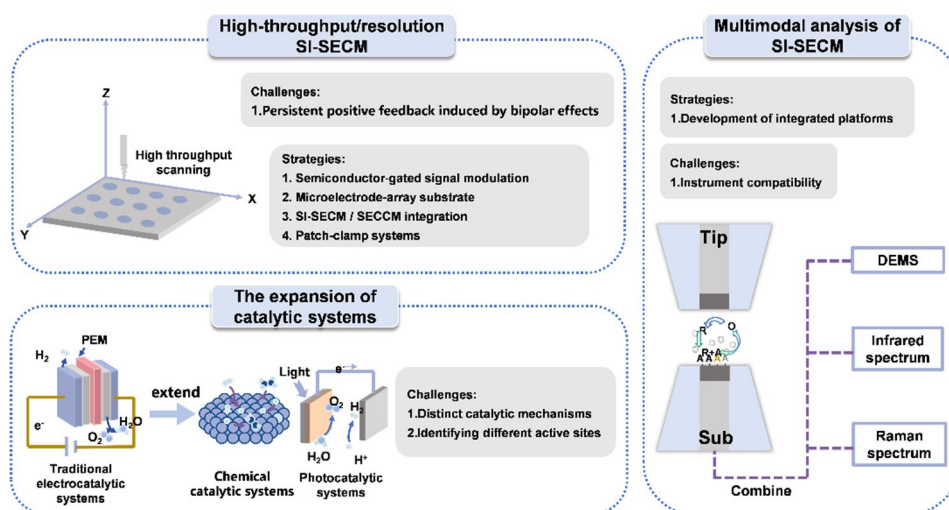 High-throughput/resolution
SI-SECM
Challenges:
1.Persistent positive feedback induced by bipolar effects
Z
High throughput
scanning
X
Y
Strategies:
1. Semiconductor-gated signal modulation
2. Microelectrode-array substrate
3. SI-SECM / SECCM integration
4. Patch-clamp systems
The expansion of
catalytic systems
PEM
H₂
e⁻
O₂
H₂O
Traditional
electrocatalytic
systems
extend
Chemical
catalytic systems
Light
e⁻
O₂
H₂
H₂O
H⁺
Photocatalytic
systems
Challenges:
1.Distinct catalytic mechanisms
2.Identifying different active sites
Multimodal analysis of
SI-SECM
Strategies:
1.Development of integrated platforms
Challenges:
1.Instrument compatibility
Tip
R
O
R+A
A A A A
Sub
Combine
DEMS
Infrared
spectrum
Raman
spectrum